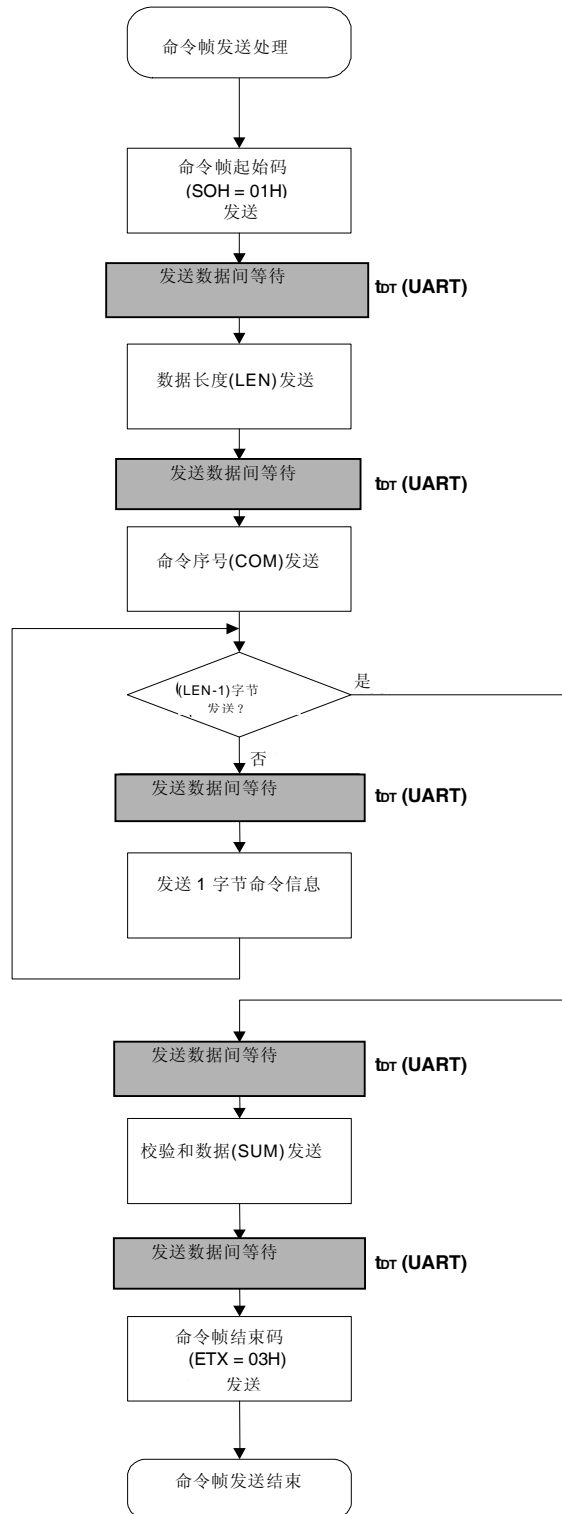 命令帧发送处理
命令帧起始码
(SOH = 01H)
发送
发送数据间等待
tDT (UART)
数据长度(LEN)发送
发送数据间等待
tDT (UART)
命令序号(COM)发送
(LEN-1)字节
发送？
是
否
发送数据间等待
tDT (UART)
发送 1 字节命令信息
发送数据间等待
tDT (UART)
校验和数据(SUM)发送
发送数据间等待
tDT (UART)
命令帧结束码
(ETX = 03H)
发送
命令帧发送结束